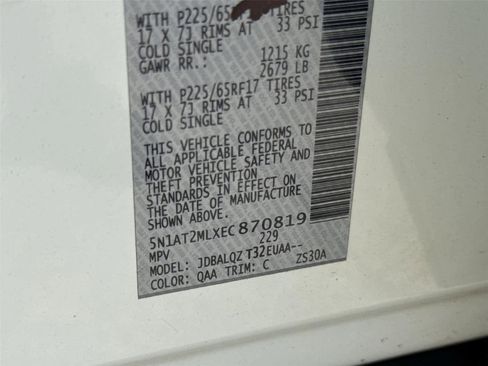 WITH P225/65 TIRES
17 X 7J RIMS AT 33 PSI
COLD SINGLE
GAWR RR.: 1215 KG
2679 LB
WITH P225/65RF17 TIRES
17 X 7J RIMS AT 33 PSI
COLD SINGLE
THIS VEHICLE CONFORMS TO
ALL APPLICABLE FEDERAL
MOTOR VEHICLE SAFETY AND
THEFT PREVENTION
STANDARDS IN EFFECT ON
THE DATE OF MANUFACTURE
SHOWN ABOVE.
5N1AT2MLXEC870819
MPV 229
MODEL: JDBALQZ T32EUAA--
COLOR: QAA TRIM: C ZS30A